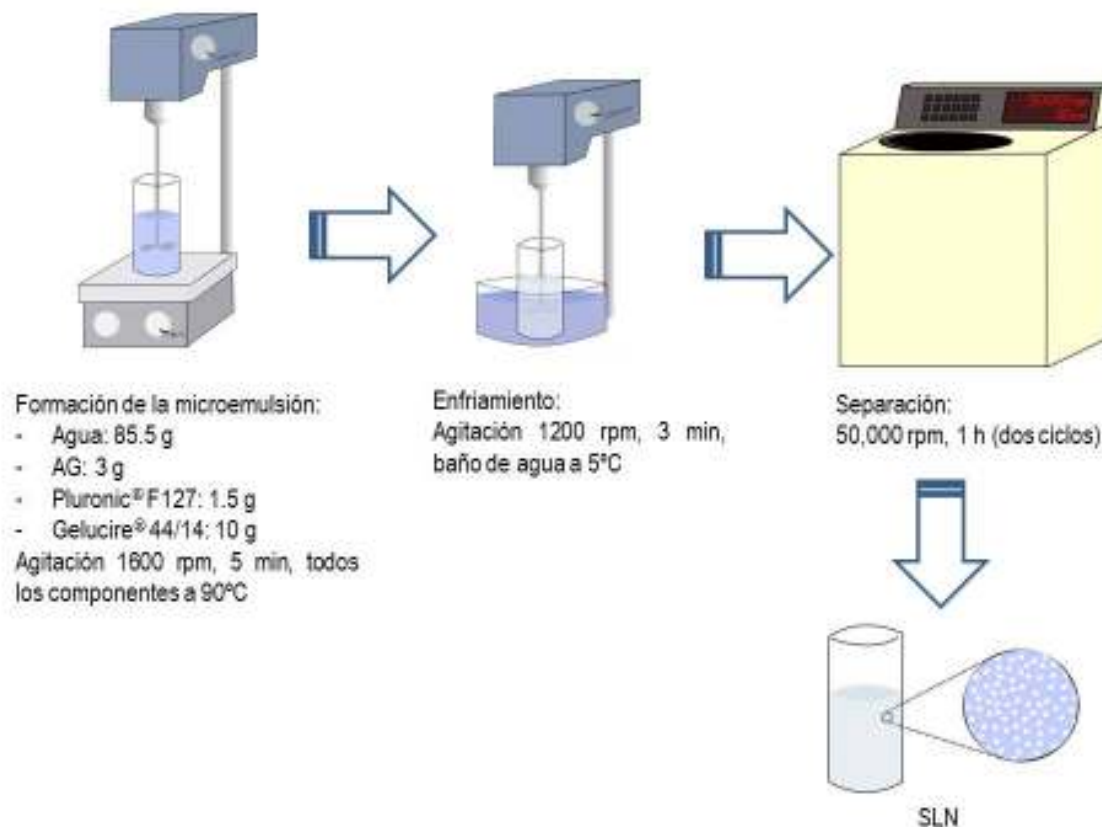 Formación de la microemulsión:
- Agua: 85.5 g
- AG: 3 g
- Pluronic® F127: 1.5 g
- Gelucire® 44/14: 10 g
Agitación 1600 rpm, 5 min, todos
los componentes a 90ºC
Enfriamiento:
Agitación 1200 rpm, 3 min,
baño de agua a 5ºC
Separación:
50,000 rpm, 1 h (dos ciclos)
SLN